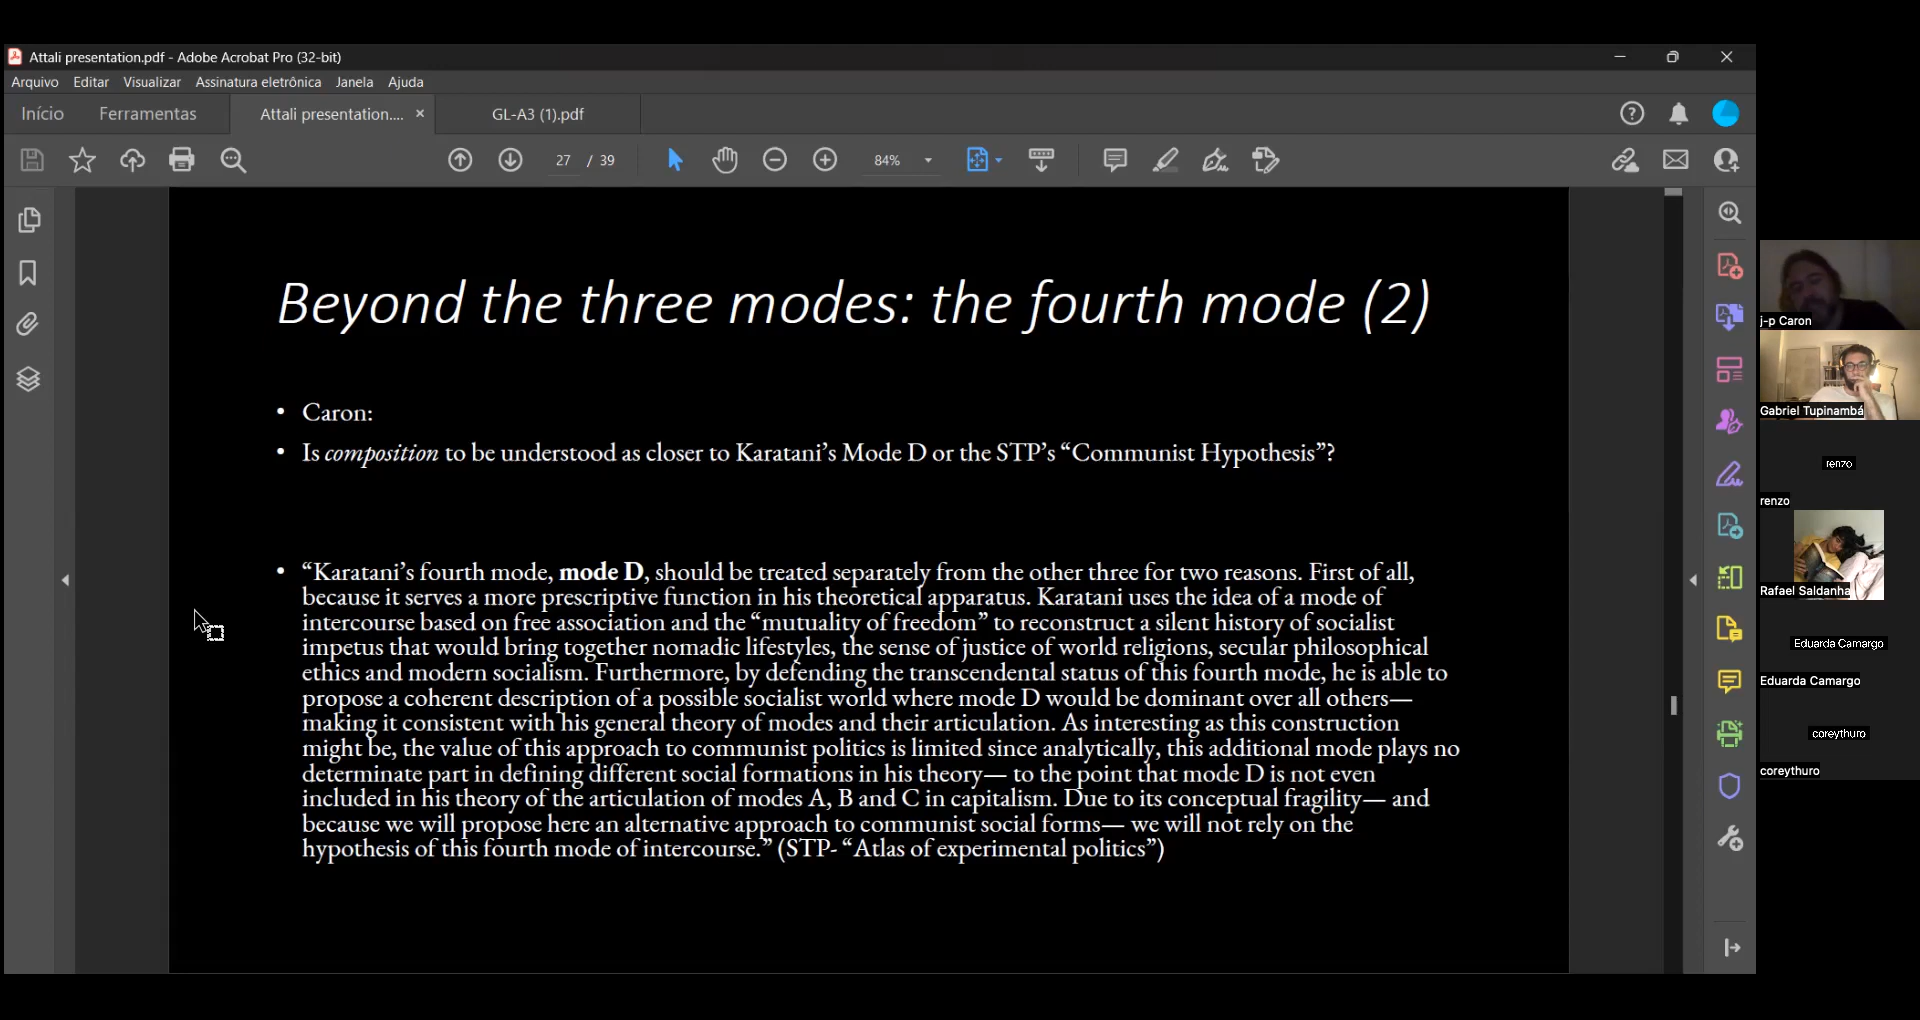 Attali presentation.pdf - Adobe Acrobat Pro (32-bit)
Arquivo Editar Visualizar Assinatura eletrônica Janela Ajuda
Início Ferramentas Attali presentation.... × GL-A3 (1).pdf
27 / 39 84%
Beyond the three modes: the fourth mode (2)
• Caron:
• Is composition to be understood as closer to Karatani’s Mode D or the STP’s “Communist Hypothesis”?
• “Karatani’s fourth mode, mode D, should be treated separately from the other three for two reasons. First of all,
because it serves a more prescriptive function in his theoretical apparatus. Karatani uses the idea of a mode of
intercourse based on free association and the “mutuality of freedom” to reconstruct a silent history of socialist
impetus that would bring together nomadic lifestyles, the sense of justice of world religions, secular philosophical
ethics and modern socialism. Furthermore, by defending the transcendental status of this fourth mode, he is able to
propose a coherent description of a possible socialist world where mode D would be dominant over all others—
making it consistent with his general theory of modes and their articulation. As interesting as this construction
might be, the value of this approach to communist politics is limited since analytically, this additional mode plays no
determinate part in defining different social formations in his theory— to the point that mode D is not even
included in his theory of the articulation of modes A, B and C in capitalism. Due to its conceptual fragility— and
because we will propose here an alternative approach to communist social forms— we will not rely on the
hypothesis of this fourth mode of intercourse.” (STP- “Atlas of experimental politics”)
j-p Caron
Gabriel Tupinambá
renzo
renzo
Rafael Saldanha
Eduarda Camargo
Eduarda Camargo
coreythuro
coreythuro